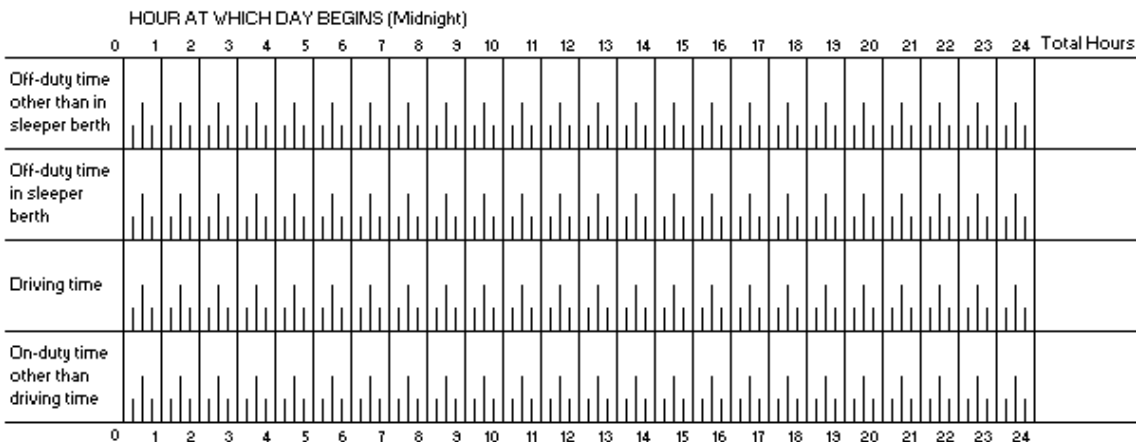 HOUR AT WHICH DAY BEGINS (Midnight)
0 1 2 3 4 5 6 7 8 9 10 11 12 13 14 15 16 17 18 19 20 21 22 23 24 Total Hours
Off-duty time
other than in
sleeper berth
Off-duty time
in sleeper
berth
Driving time
On-duty time
other than
driving time
0 1 2 3 4 5 6 7 8 9 10 11 12 13 14 15 16 17 18 19 20 21 22 23 24